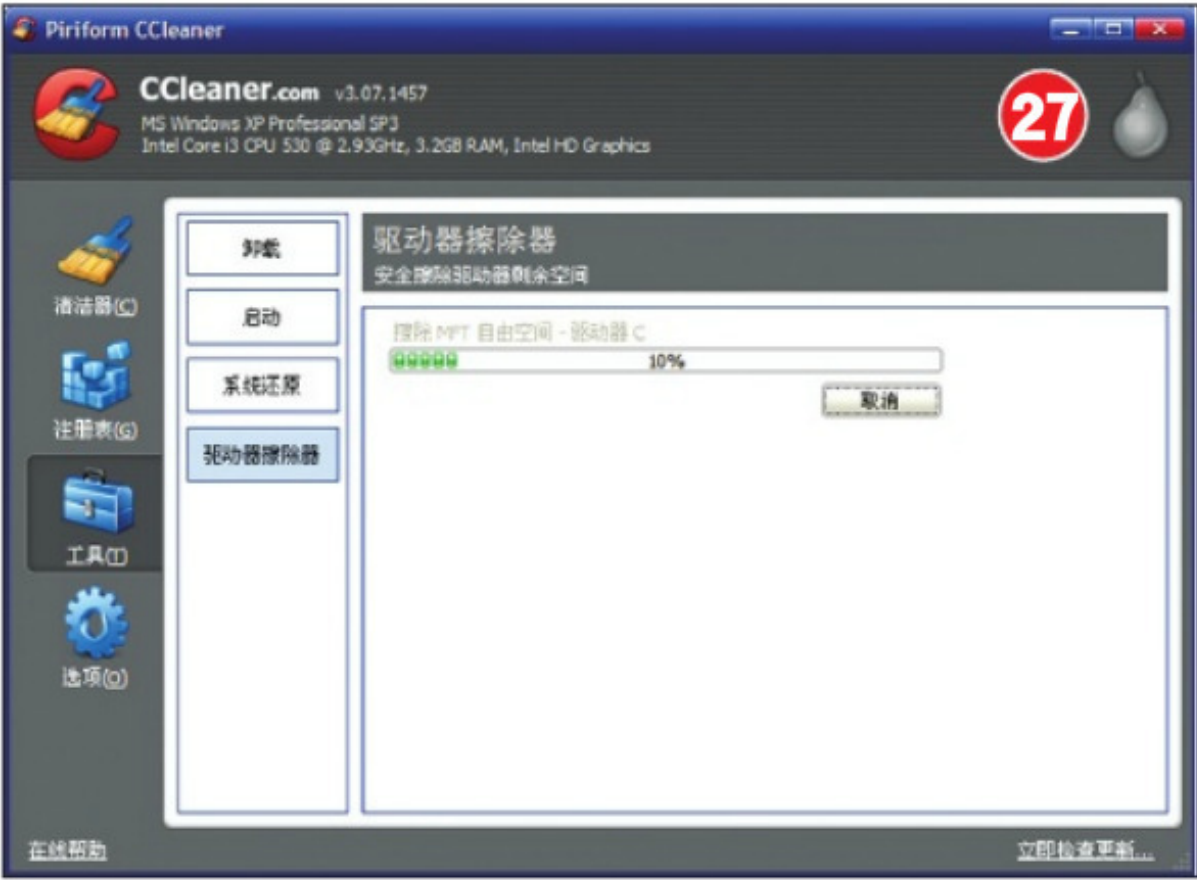 Piriform CCleaner
CCleaner.com v3.07.1457
MS Windows XP Professional SP3
Intel Core i3 CPU 530 @ 2.93GHz, 3.2GB RAM, Intel HD Graphics
27
清洁器(C)
注册表(G)
工具(T)
选项(O)
卸载
启动
系统还原
驱动器擦除器
驱动器擦除器
安全擦除驱动器剩余空间
擦除 MFT 自由空间 - 驱动器 C
10%
取消
在线帮助
立即检查更新...